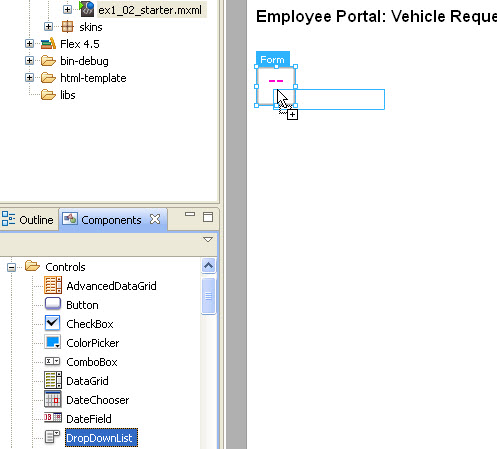 ex1_02_starter.mxml
skins
Flex 4.5
bin-debug
html-template
libs
Employee Portal: Vehicle Reque
Form
Outline
Components
Controls
AdvancedDataGrid
Button
CheckBox
ColorPicker
ComboBox
DataGrid
DateChooser
DateField
DropDownList